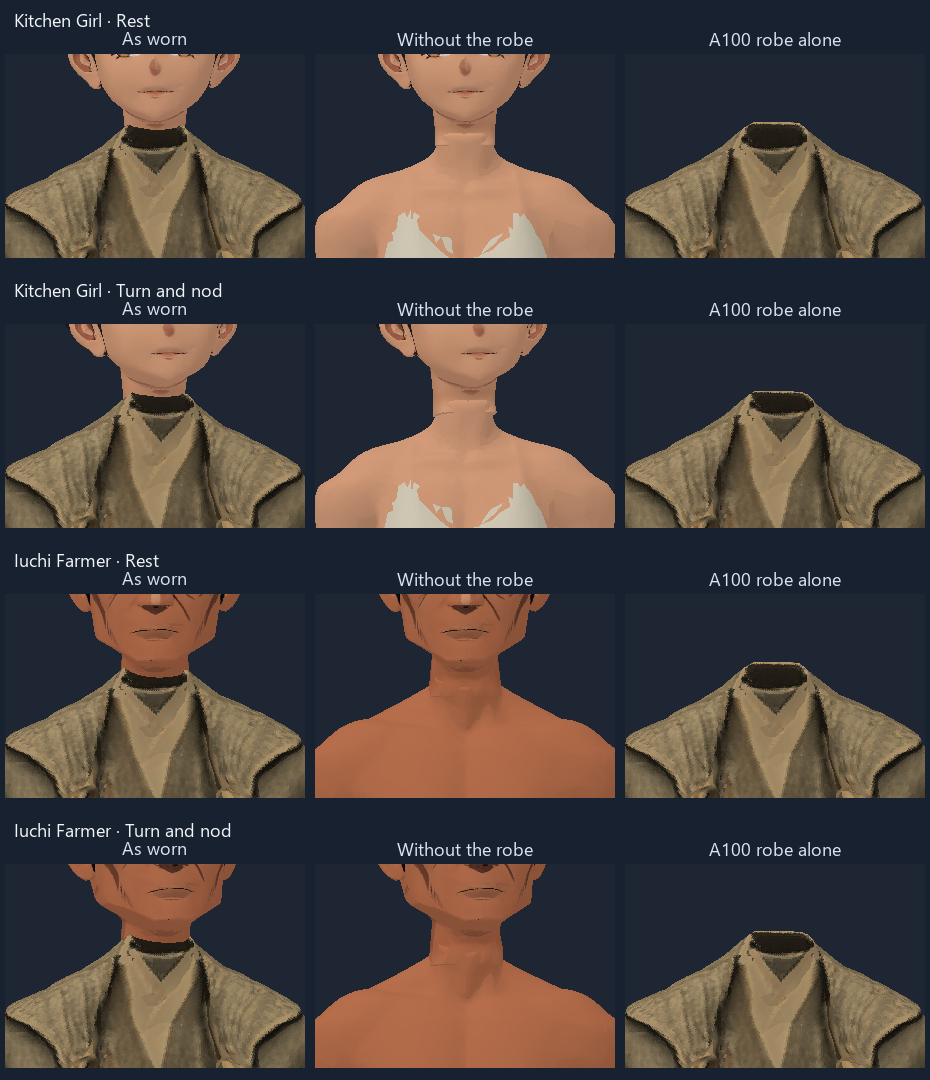 Kitchen Girl · Rest
As worn
Without the robe
A100 robe alone
Kitchen Girl · Turn and nod
As worn
Without the robe
A100 robe alone
Iuchi Farmer · Rest
As worn
Without the robe
A100 robe alone
Iuchi Farmer · Turn and nod
As worn
Without the robe
A100 robe alone